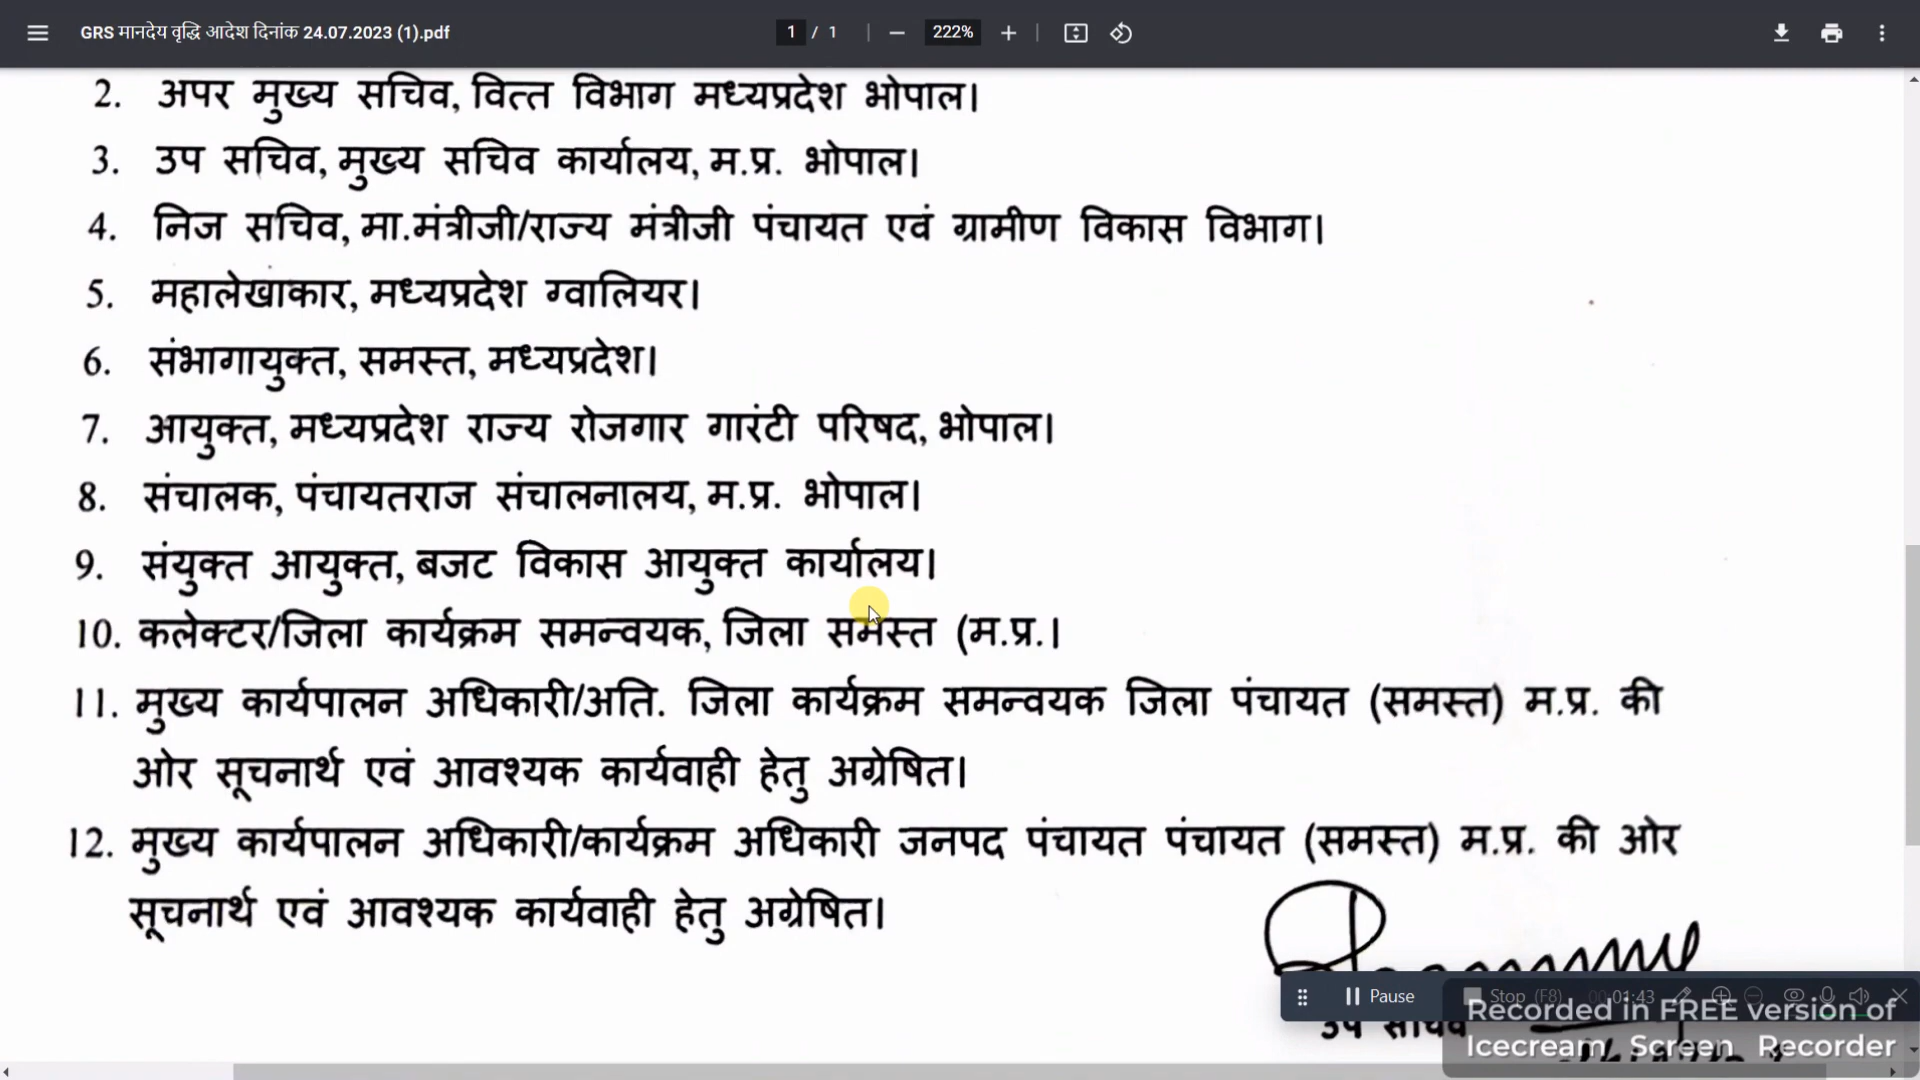 GRS मानदेय वृद्धि आदेश दिनांक 24.07.2023 (1).pdf
1 / 1
222%
2. अपर मुख्य सचिव, वित्त विभाग मध्यप्रदेश भोपाल।
3. उप सचिव, मुख्य सचिव कार्यालय, म.प्र. भोपाल।
4. निज सचिव, मा.मंत्रीजी/राज्य मंत्रीजी पंचायत एवं ग्रामीण विकास विभाग।
5. महालेखाकार, मध्यप्रदेश ग्वालियर।
6. संभागायुक्त, समस्त, मध्यप्रदेश।
7. आयुक्त, मध्यप्रदेश राज्य रोजगार गारंटी परिषद, भोपाल।
8. संचालक, पंचायतराज संचालनालय, म.प्र. भोपाल।
9. संयुक्त आयुक्त, बजट विकास आयुक्त कार्यालय।
10. कलेक्टर/जिला कार्यक्रम समन्वयक, जिला समस्त (म.प्र.।
11. मुख्य कार्यपालन अधिकारी/अति. जिला कार्यक्रम समन्वयक जिला पंचायत (समस्त) म.प्र. की
ओर सूचनार्थ एवं आवश्यक कार्यवाही हेतु अग्रेषित।
12. मुख्य कार्यपालन अधिकारी/कार्यक्रम अधिकारी जनपद पंचायत पंचायत (समस्त) म.प्र. की ओर
सूचनार्थ एवं आवश्यक कार्यवाही हेतु अग्रेषित।
Pause
Stop (F8)
00:01:43
उप सचिव
Recorded in FREE version of
Icecream Screen Recorder